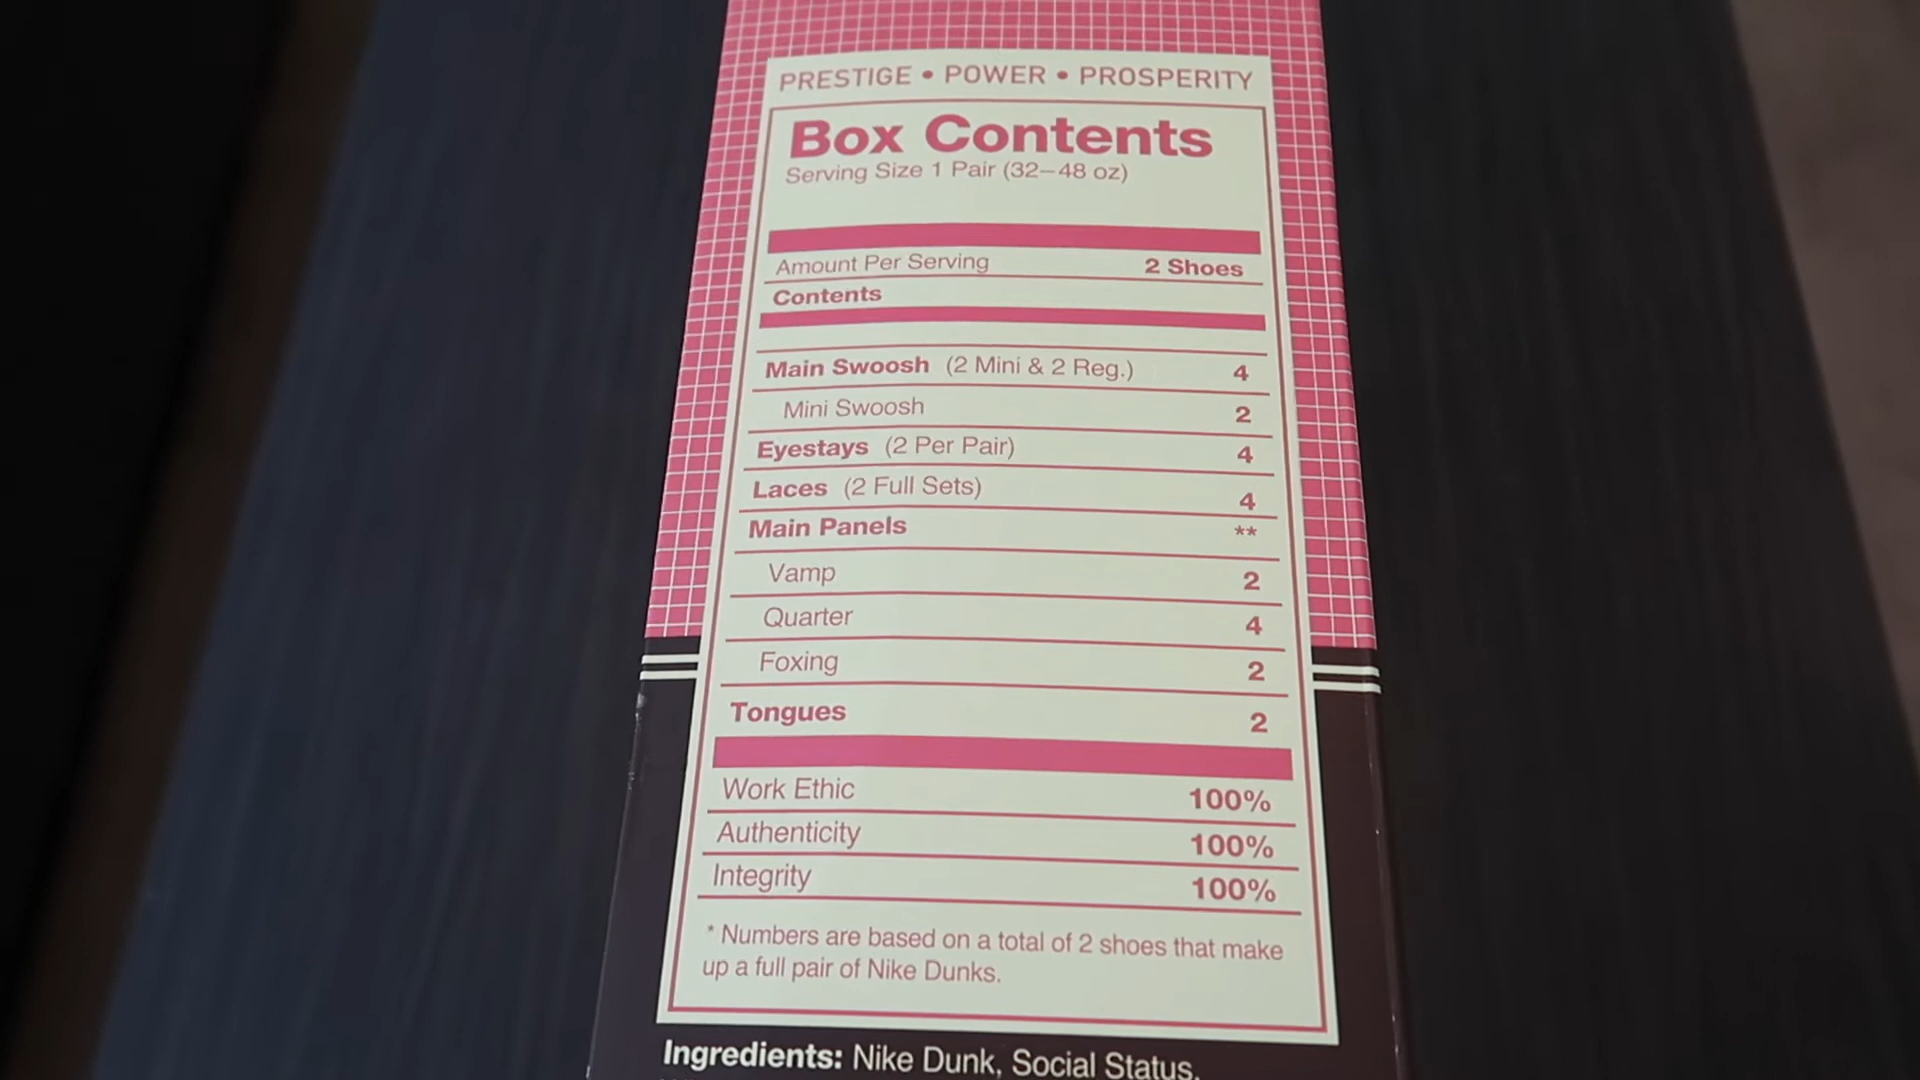 PRESTIGE • POWER • PROSPERITY
Box Contents
Serving Size 1 Pair (32–48 oz)
Amount Per Serving 2 Shoes
Contents
Main Swoosh (2 Mini & 2 Reg.) 4
Mini Swoosh 2
Eyestays (2 Per Pair) 4
Laces (2 Full Sets) 4
Main Panels **
Vamp 2
Quarter 4
Foxing 2
Tongues 2
Work Ethic 100%
Authenticity 100%
Integrity 100%
* Numbers are based on a total of 2 shoes that make
up a full pair of Nike Dunks.
Ingredients: Nike Dunk, Social Status,